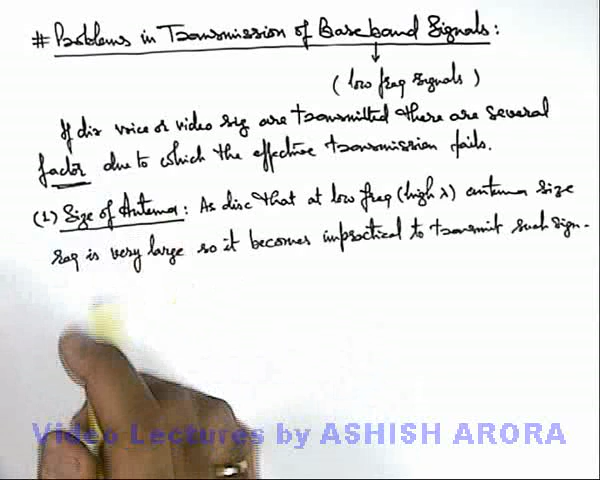 # Problems in Transmission of Baseband Signals:
(low freq signals)
If dir voice or video sig are transmitted there are several
factor due to which the effective transmission fails.
(1) Size of Antenna: As disc that at low freq (high λ) antenna size
req is very large so it becomes impractical to transmit such sign.
Video Lectures by ASHISH ARORA